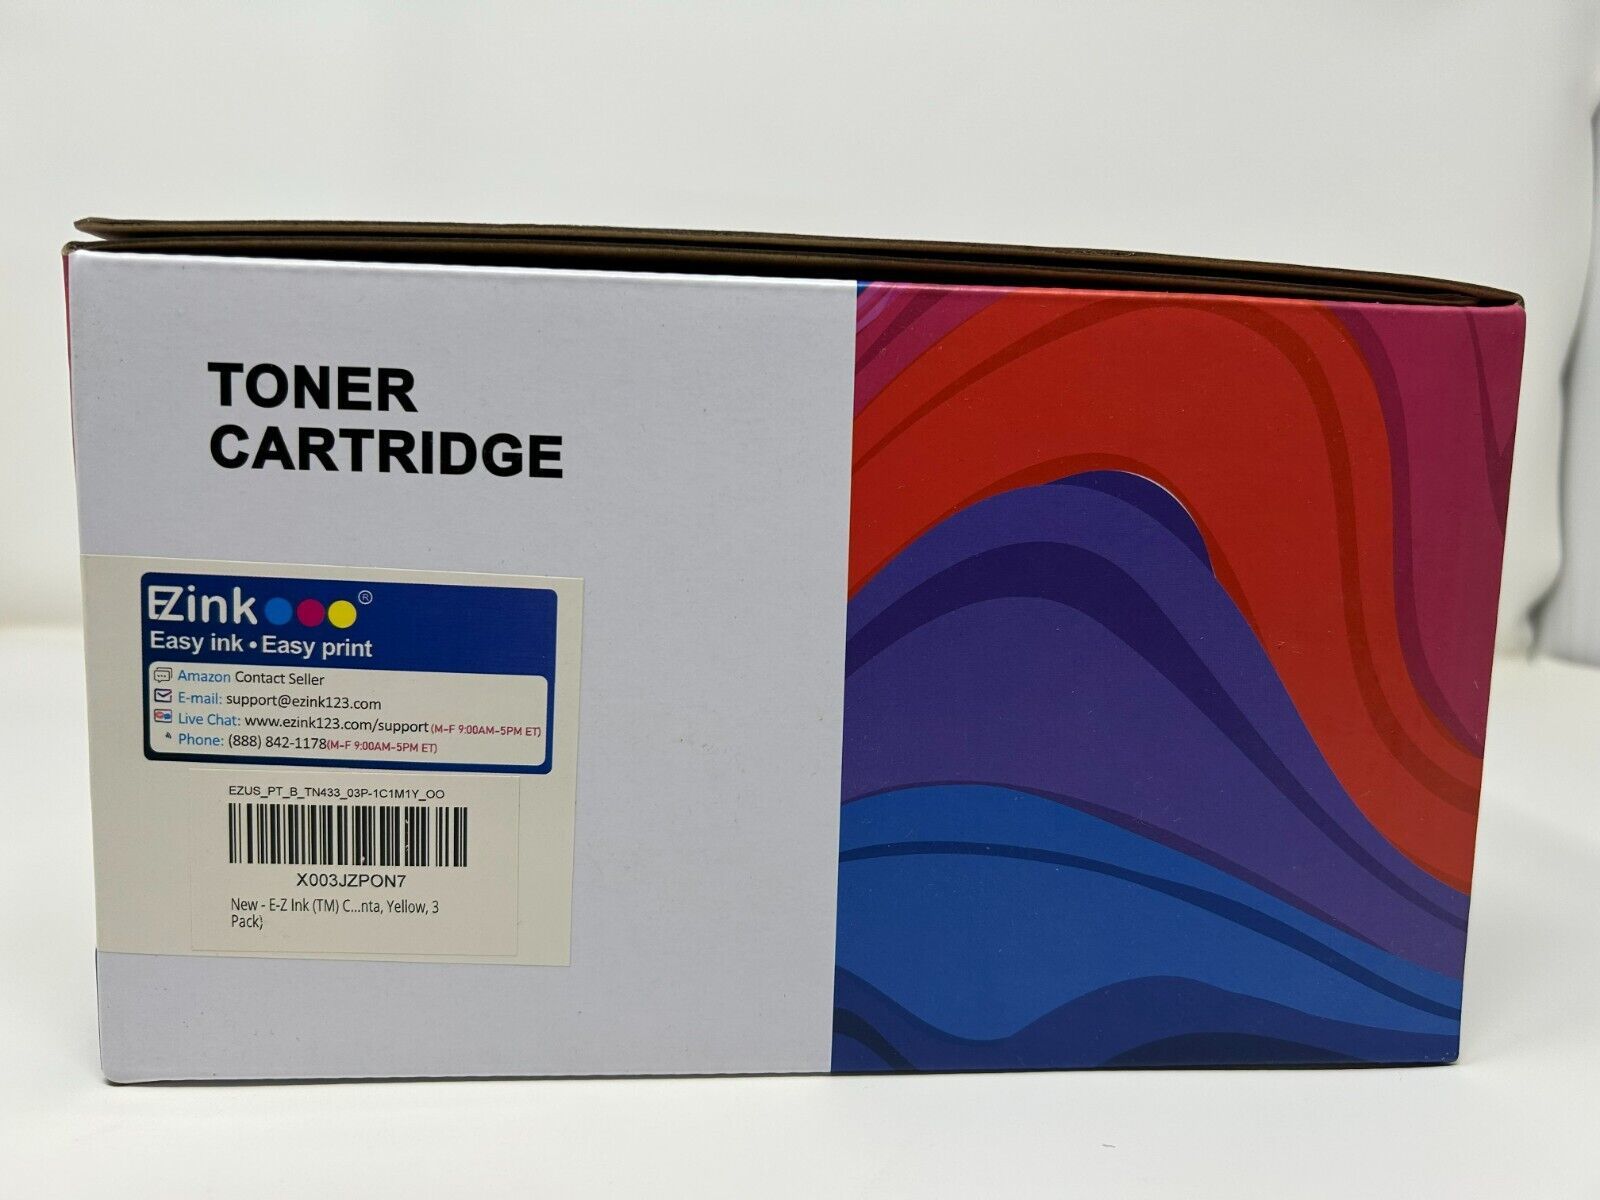 TONER
CARTRIDGE
EZink ®
Easy ink • Easy print
Amazon Contact Seller
E-mail: support@ezink123.com
Live Chat: www.ezink123.com/support (M-F 9:00AM-5PM ET)
Phone: (888) 842-1178(M-F 9:00AM-5PM ET)
EZUS_PT_B_TN433_03P-1C1M1Y_OO
X003JZPON7
New - E-Z Ink (TM) C...nta, Yellow, 3
Pack)